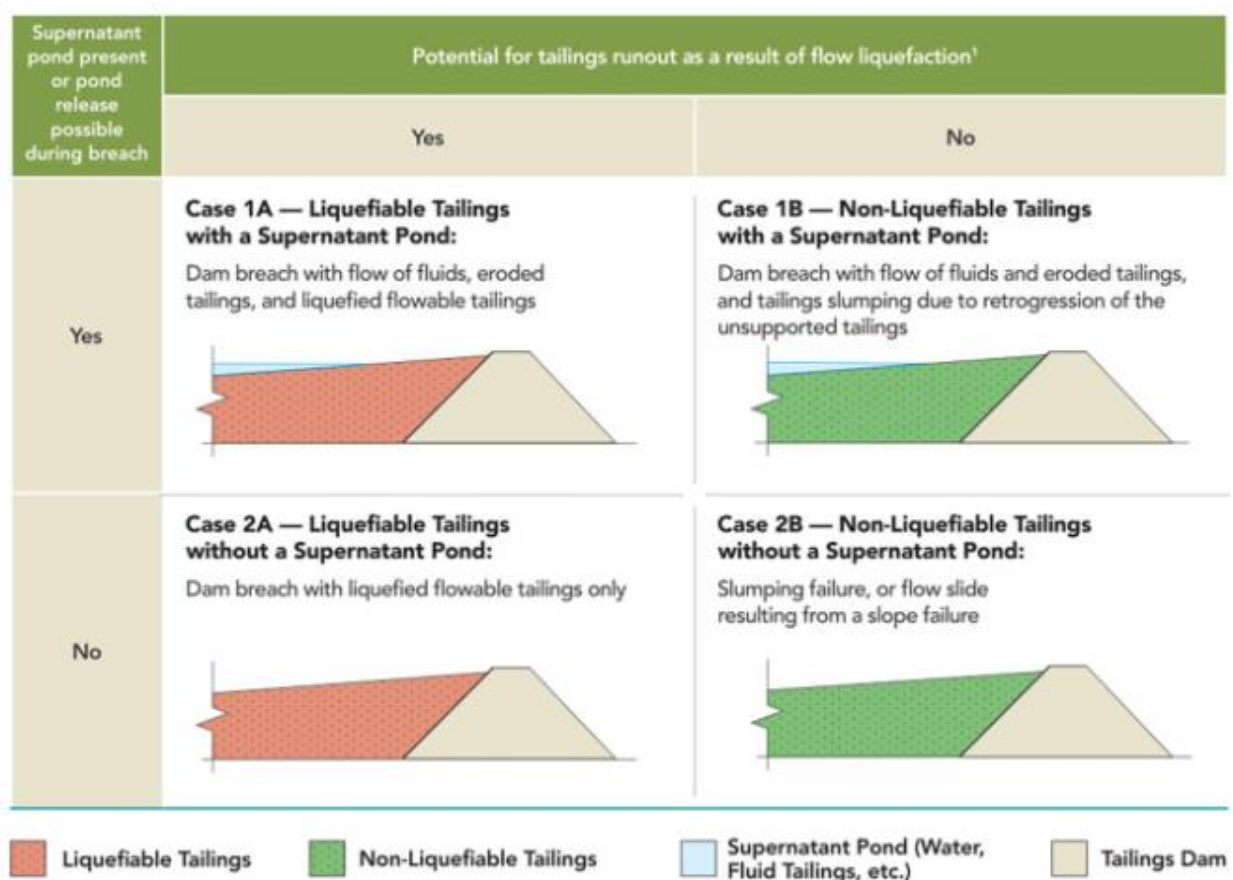 Supernatant
pond present
or pond
release
possible
during breach
Potential for tailings runout as a result of flow liquefaction¹
Yes
No
Yes
Case 1A — Liquefiable Tailings
with a Supernatant Pond:
Dam breach with flow of fluids, eroded
tailings, and liquefied flowable tailings
Case 1B — Non-Liquefiable Tailings
with a Supernatant Pond:
Dam breach with flow of fluids and eroded tailings,
and tailings slumping due to retrogression of the
unsupported tailings
No
Case 2A — Liquefiable Tailings
without a Supernatant Pond:
Dam breach with liquefied flowable tailings only
Case 2B — Non-Liquefiable Tailings
without a Supernatant Pond:
Slumping failure, or flow slide
resulting from a slope failure
Liquefiable Tailings
Non-Liquefiable Tailings
Supernatant Pond (Water,
Fluid Tailings, etc.)
Tailings Dam